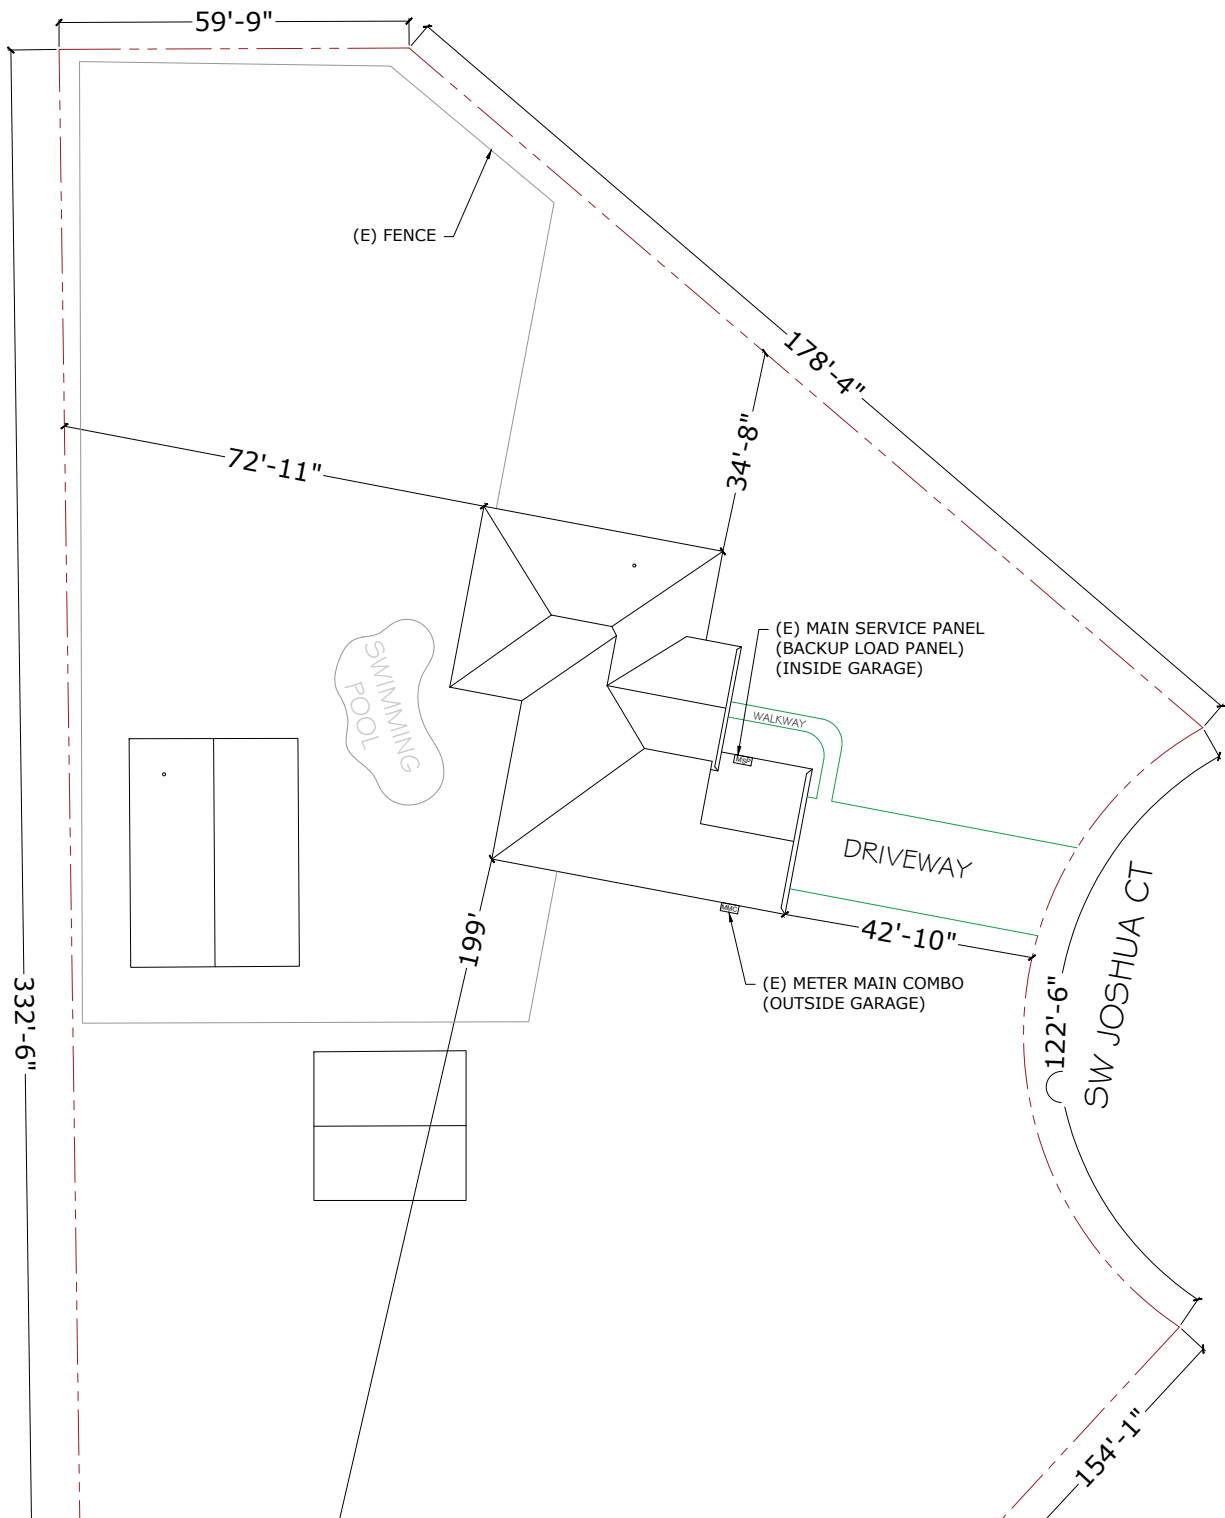 59'-9"
(E) FENCE
178'-4"
72'-11"
34'-8"
(E) MAIN SERVICE PANEL
(BACKUP LOAD PANEL)
(INSIDE GARAGE)
SWIMMING
POOL
WALKWAY
MSP
DRIVEWAY
MMC
42'-10"
199'
(E) METER MAIN COMBO
(OUTSIDE GARAGE)
332'-6"
122'-6"
SW JOSHUA CT
154'-1"